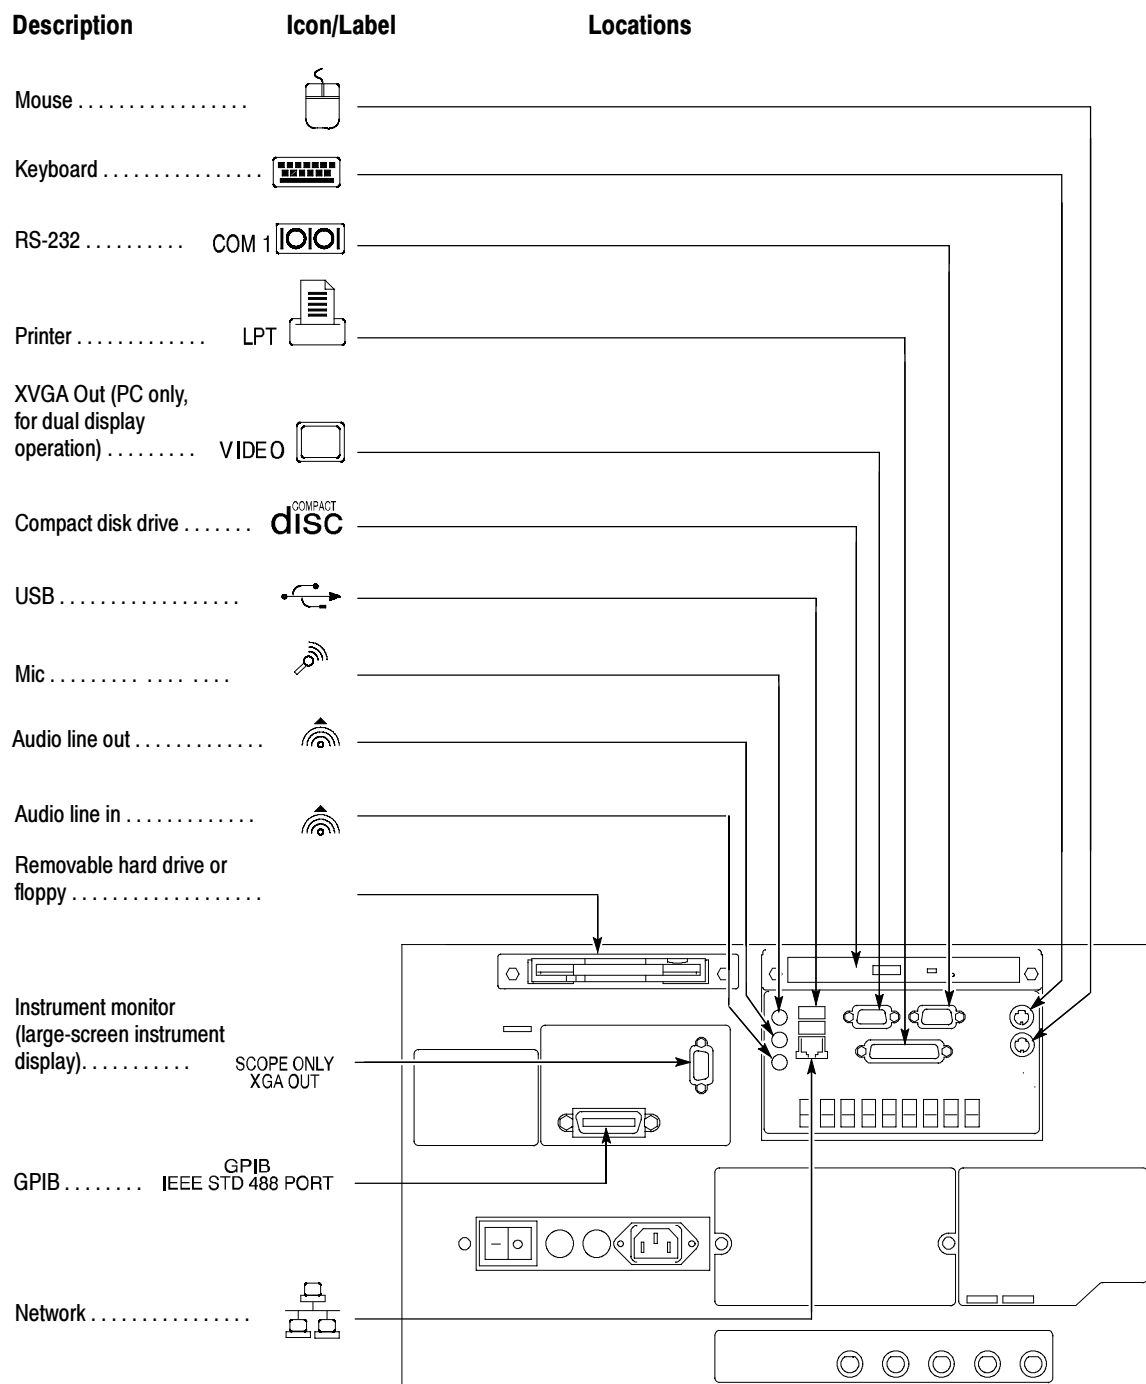 Description Icon/Label Locations
Mouse . . . . . . . . . . . . . . . . .
Keyboard . . . . . . . . . . . . . . . .
RS-232 . . . . . . . . . . COM 1 IOIOI
Printer . . . . . . . . . . . . . LPT
XVGA Out (PC only,
for dual display
operation) . . . . . . . . . VIDEO
Compact disk drive . . . . . . . COMPACT
disc
USB . . . . . . . . . . . . . . . . . .
Mic . . . . . . . . . . . . . . . . .
Audio line out . . . . . . . . . . . . .
Audio line in . . . . . . . . . . . . .
Removable hard drive or
floppy . . . . . . . . . . . . . . . . . . .
Instrument monitor
(large-screen instrument
display). . . . . . . . . . . SCOPE ONLY
XGA OUT
GPIB . . . . . . . . GPIB
IEEE STD 488 PORT
Network . . . . . . . . . . . . . . . .